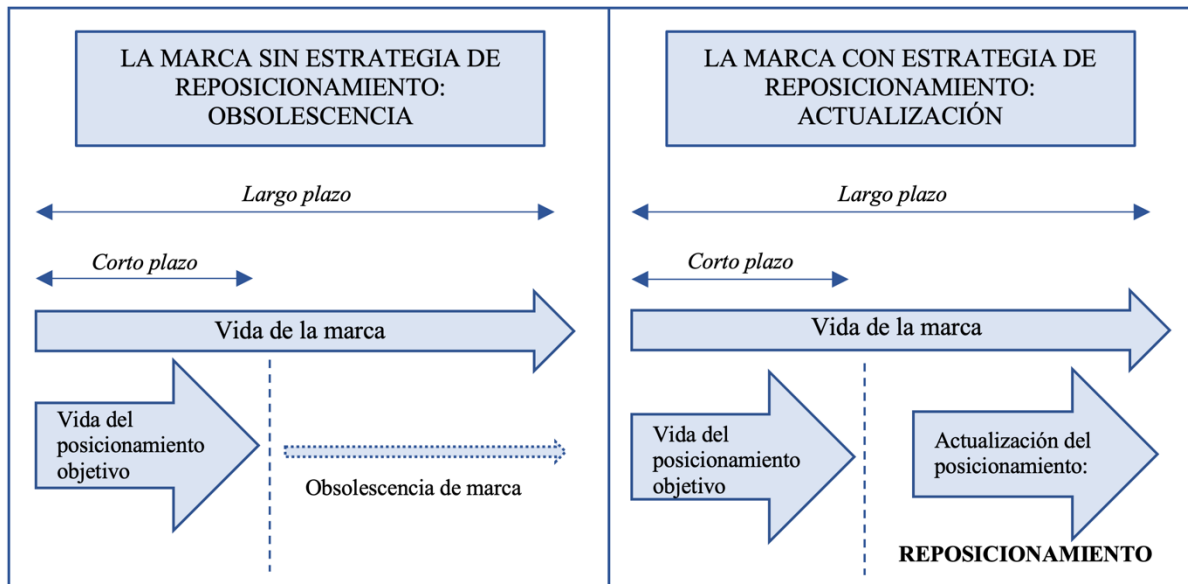 LA MARCA SIN ESTRATEGIA DE
REPOSICIONAMIENTO:
OBSOLESCENCIA
Largo plazo
Corto plazo
Vida de la marca
Vida del
posicionamiento
objetivo
Obsolescencia de marca
LA MARCA CON ESTRATEGIA DE
REPOSICIONAMIENTO:
ACTUALIZACIÓN
Largo plazo
Corto plazo
Vida de la marca
Vida del
posicionamiento
objetivo
Actualización del
posicionamiento:
REPOSICIONAMIENTO